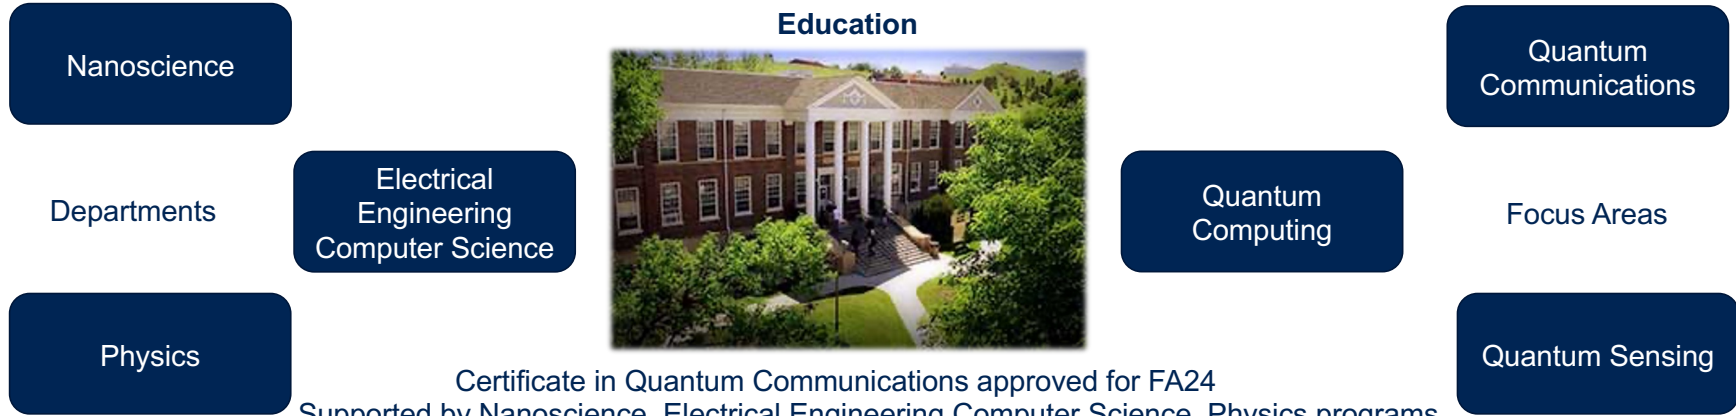 Education
Nanoscience
Departments
Electrical
Engineering
Computer Science
Physics
Quantum
Communications
Quantum
Computing
Focus Areas
Quantum Sensing
Certificate in Quantum Communications approved for FA24
Supported by Nanoscience, Electrical Engineering Computer Science, Physics programs